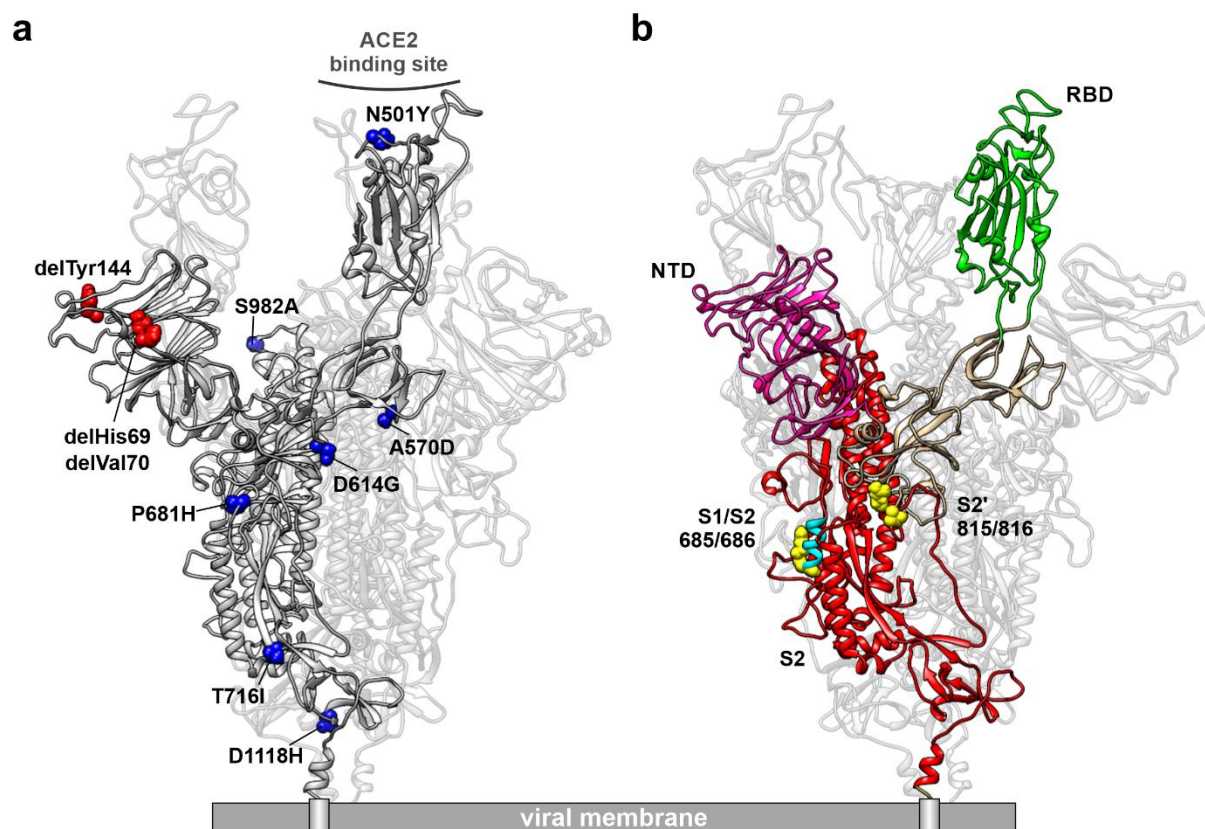 a
ACE2
binding site
N501Y
delTyr144
S982A
delHis69
delVal70
A570D
D614G
P681H
T716I
D1118H
b
RBD
NTD
S1/S2
685/686
S2'
815/816
S2
viral membrane